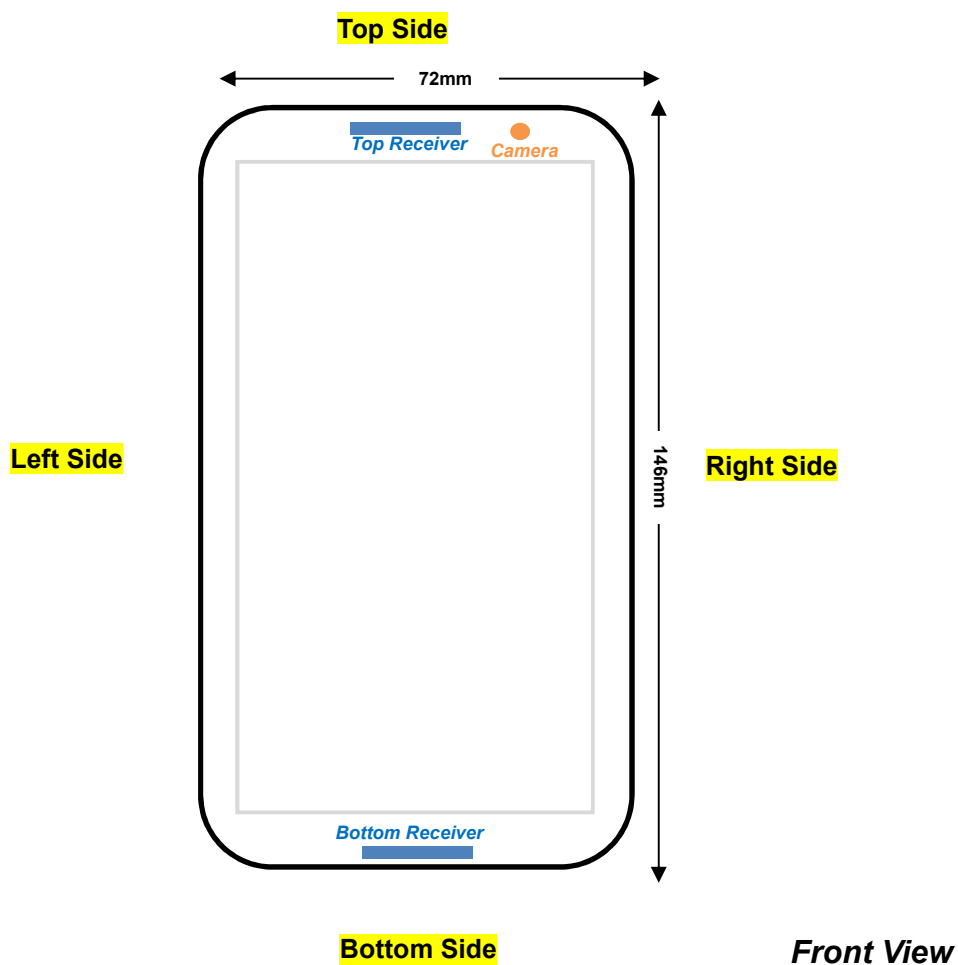 Top Side
72mm
Top Receiver
Camera
Left Side
146mm
Right Side
Bottom Receiver
Bottom Side
Front View